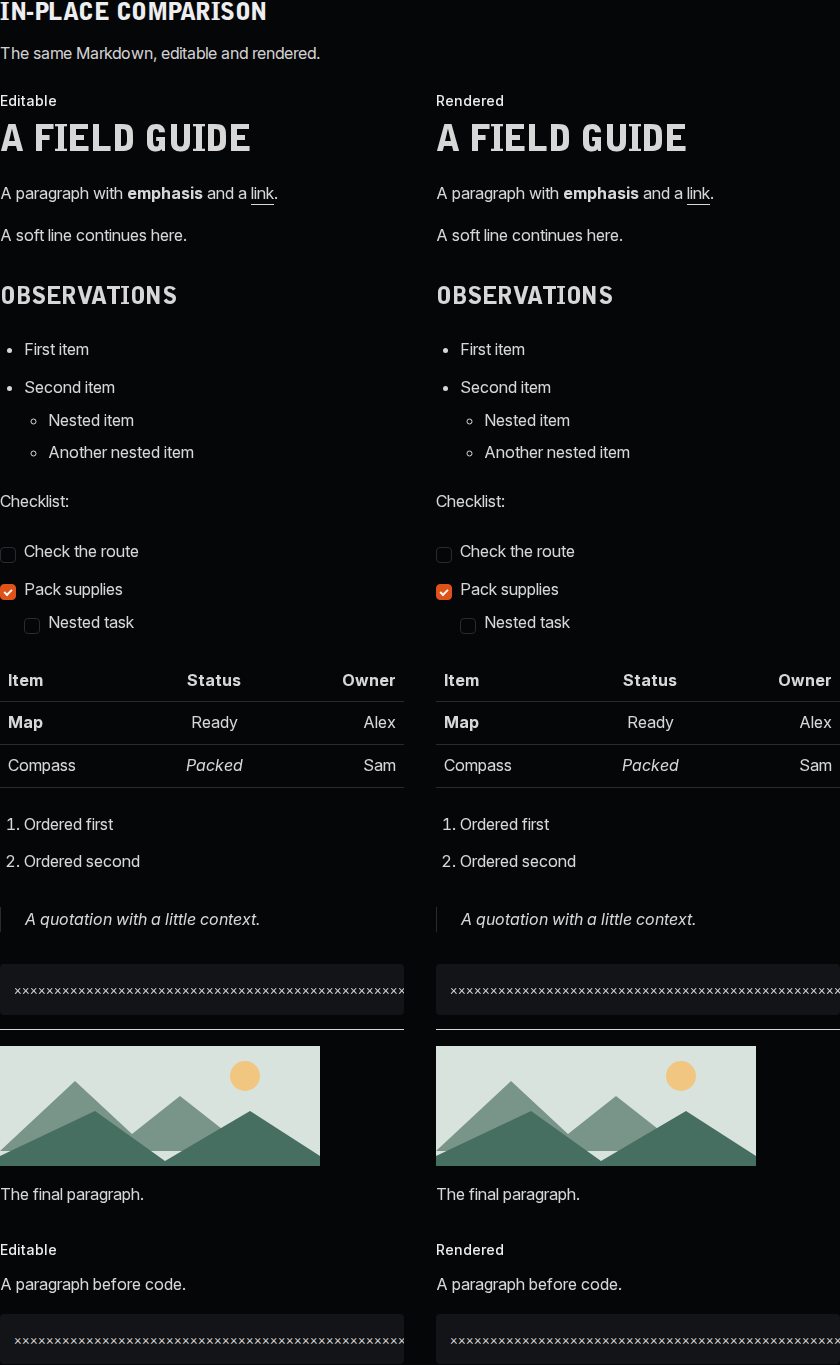 IN-PLACE COMPARISON
The same Markdown, editable and rendered.
Editable
A FIELD GUIDE
A paragraph with emphasis and a link.
A soft line continues here.
OBSERVATIONS
• First item
• Second item
◦ Nested item
◦ Another nested item
Checklist:
Check the route
Pack supplies
Nested task
Item Status Owner
Map Ready Alex
Compass Packed Sam
1. Ordered first
2. Ordered second
A quotation with a little context.
xxxxxxxxxxxxxxxxxxxxxxxxxxxxxxxxxxxxxxxxxxxxxxxxx
The final paragraph.
Rendered
A FIELD GUIDE
A paragraph with emphasis and a link.
A soft line continues here.
OBSERVATIONS
• First item
• Second item
◦ Nested item
◦ Another nested item
Checklist:
Check the route
Pack supplies
Nested task
Item Status Owner
Map Ready Alex
Compass Packed Sam
1. Ordered first
2. Ordered second
A quotation with a little context.
xxxxxxxxxxxxxxxxxxxxxxxxxxxxxxxxxxxxxxxxxxxxxxxxx
The final paragraph.
Editable
A paragraph before code.
xxxxxxxxxxxxxxxxxxxxxxxxxxxxxxxxxxxxxxxxxxxxxxxxx
Rendered
A paragraph before code.
xxxxxxxxxxxxxxxxxxxxxxxxxxxxxxxxxxxxxxxxxxxxxxxxx